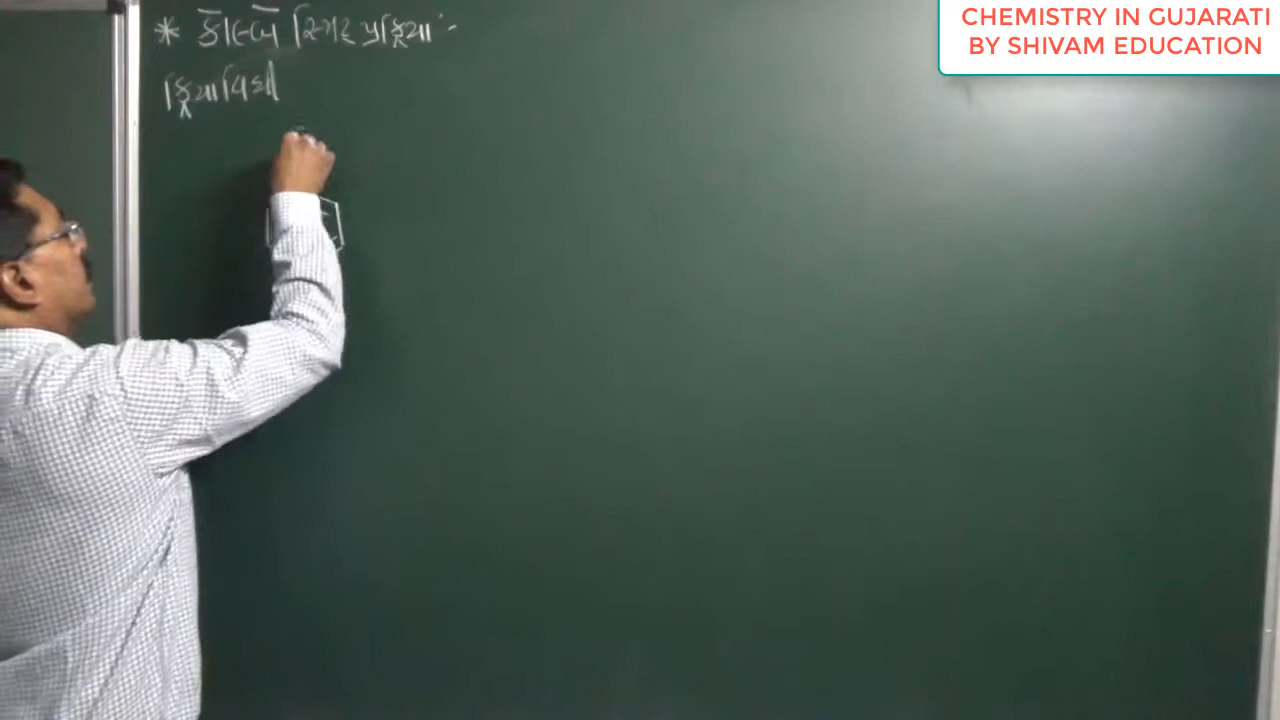 CHEMISTRY IN GUJARATI
BY SHIVAM EDUCATION
* કોલ્બે સ્મિટ પ્રક્રિયા :-
ક્રિયાવિધી